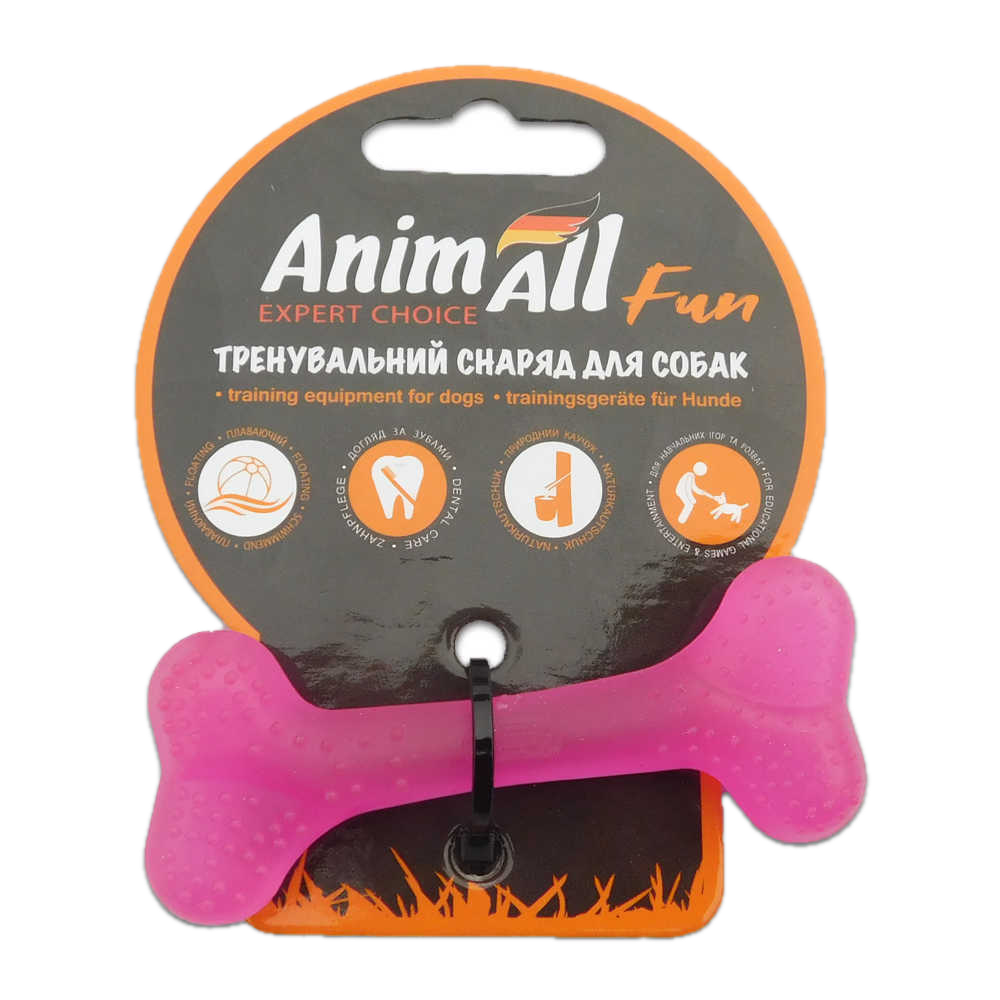 AnimAll
Fun
EXPERT CHOICE
ТРЕНУВАЛЬНИЙ СНАРЯД ДЛЯ СОБАК
• training equipment for dogs • trainingsgeräte für Hunde
ПЛАВАЮЧИЙ • FLOATING • SCHWIMMEND • ПЛАВАЮЧИЙ • FLOATING •
ДОГЛЯД ЗА ЗУБАМИ • DENTAL CARE • ZAHNPFLEGE •
ПРИРОДНИЙ КАУЧУК • NATURKAUTSCHUK • NATURKAUTSCHUK •
ДЛЯ НАВЧАЛЬНИХ ІГОР ТА РОЗВАГ • FOR EDUCATIONAL GAMES & ENTERTAINMENT •